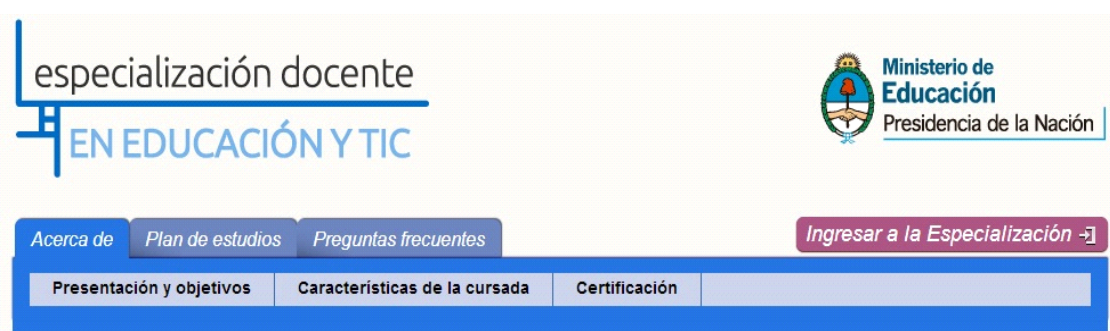 especialización docente
EN EDUCACIÓN Y TIC
Ministerio de
Educación
Presidencia de la Nación
Acerca de Plan de estudios Preguntas frecuentes Ingresar a la Especialización
Presentación y objetivos Características de la cursada Certificación